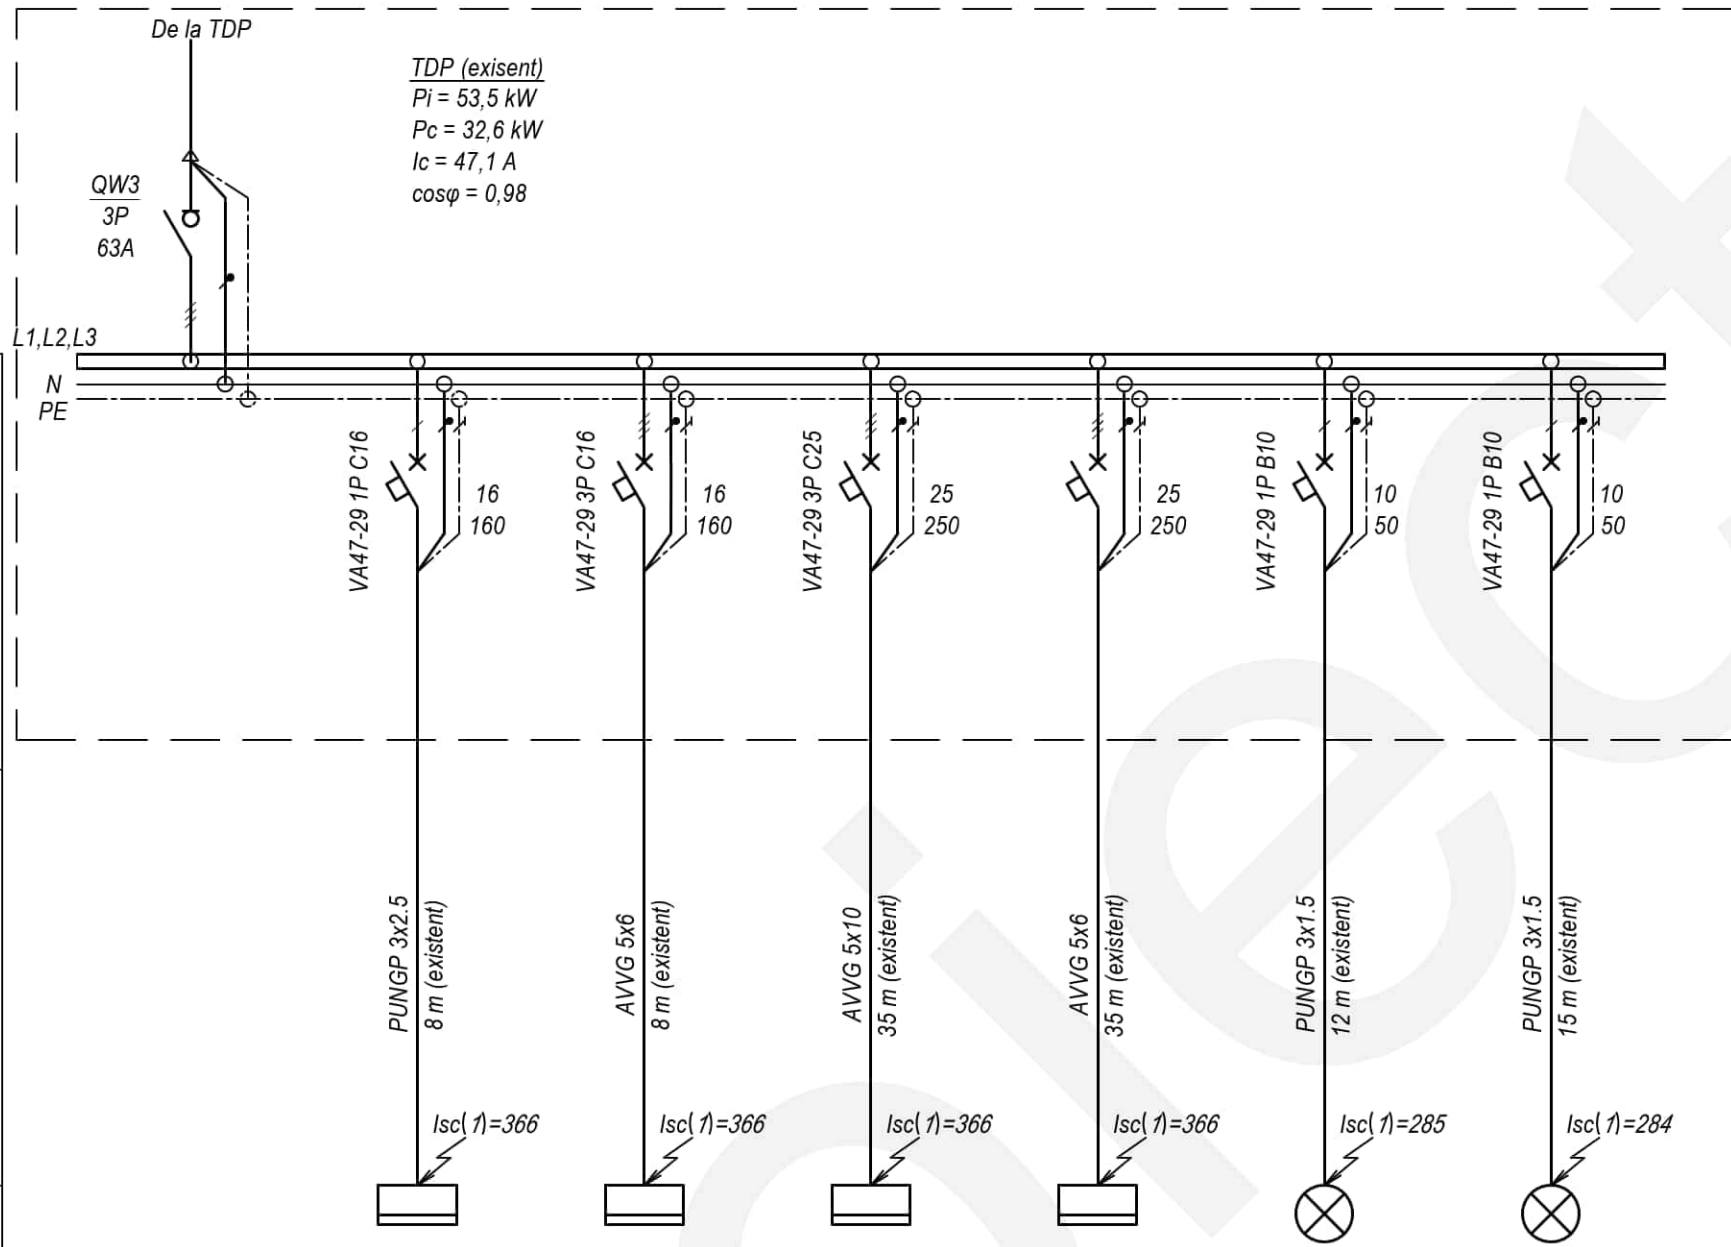 De la TDP
TDP (exisent)
Pi = 53,5 kW
Pc = 32,6 kW
Ic = 47,1 A
cosφ = 0,98
QW3
3P
63A
L1,L2,L3
N
PE
VA47-29 1P C16
16
160
VA47-29 3P C16
16
160
VA47-29 3P C25
25
250
25
250
VA47-29 1P B10
10
50
VA47-29 1P B10
10
50
PUNGP 3x2.5
8 m (existent)
AVVG 5x6
8 m (existent)
AVVG 5x10
35 m (existent)
AVVG 5x6
35 m (existent)
PUNGP 3x1.5
12 m (existent)
PUNGP 3x1.5
15 m (existent)
Isc(1)=366
Isc(1)=366
Isc(1)=366
Isc(1)=366
Isc(1)=285
Isc(1)=284